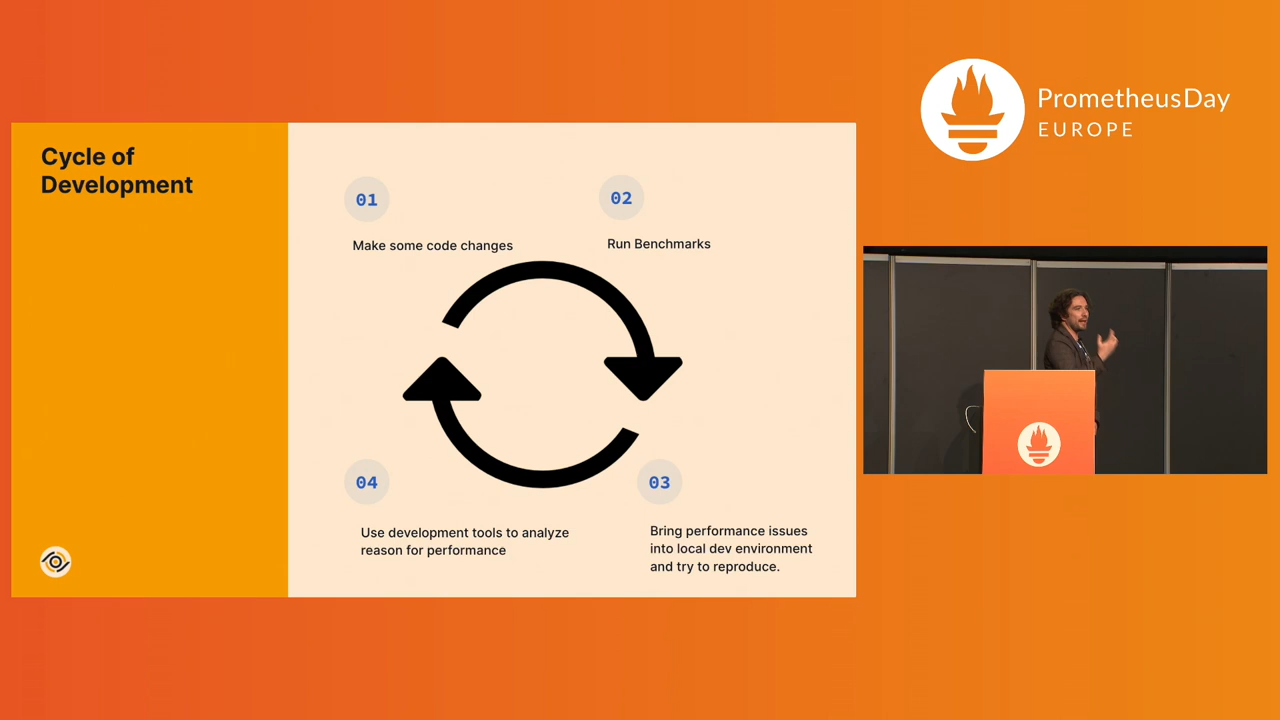 Cycle of
Development
01
Make some code changes
02
Run Benchmarks
03
Bring performance issues
into local dev environment
and try to reproduce.
04
Use development tools to analyze
reason for performance
PrometheusDay
EUROPE